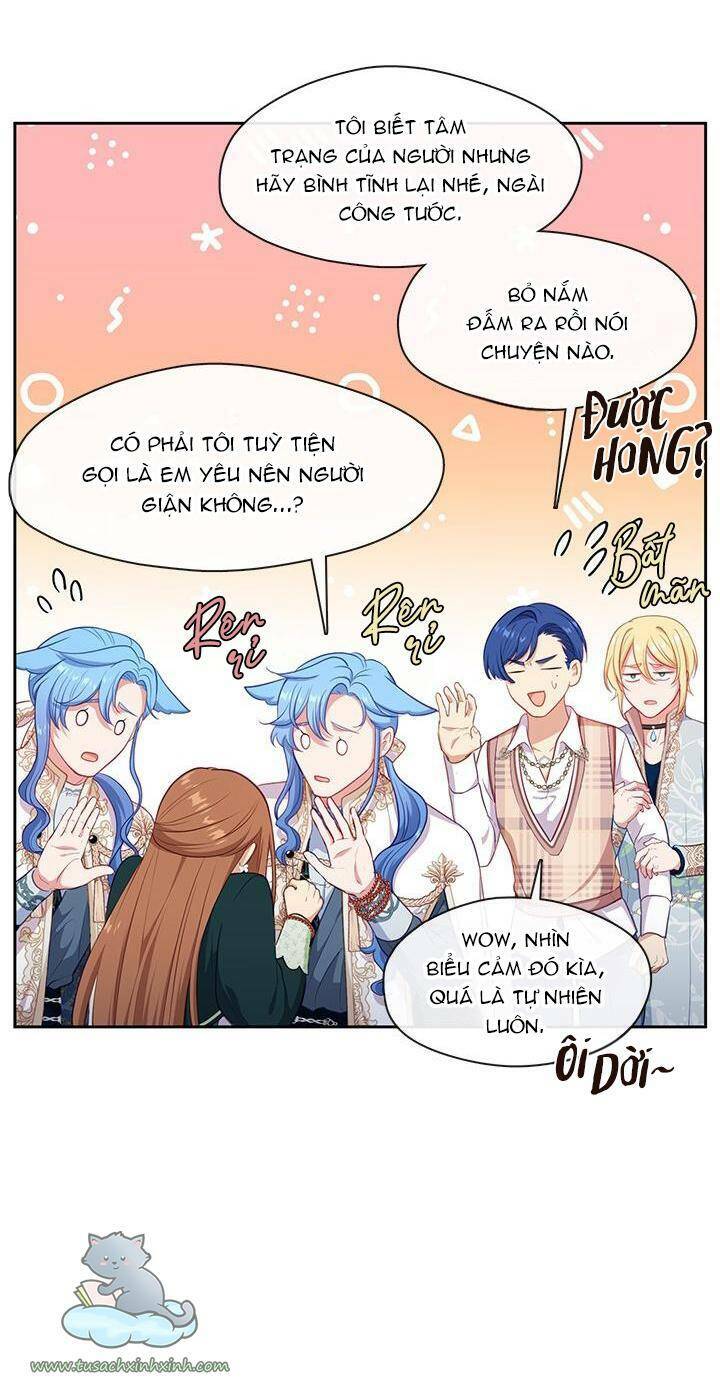 TÔI BIẾT TÂM
TRẠNG CỦA NGƯỜI NHƯNG
HÃY BÌNH TĨNH LẠI NHÉ, NGÀI
CÔNG TƯỚC.
BỎ NẮM
ĐẤM RA RỒI NÓI
CHUYỆN NÀO.
ĐƯỢC
HONG?
CÓ PHẢI TÔI TUỲ TIỆN
GỌI LÀ EM YÊU NÊN NGƯỜI
GIẬN KHÔNG...?
Bất
mãn
Rên
rỉ
Rên
rỉ
WOW, NHÌN
BIỂU CẢM ĐÓ KÌA,
QUÁ LÀ TỰ NHIÊN
LUÔN.
ÔI DỜI~
www.tusachxinhxinh.com